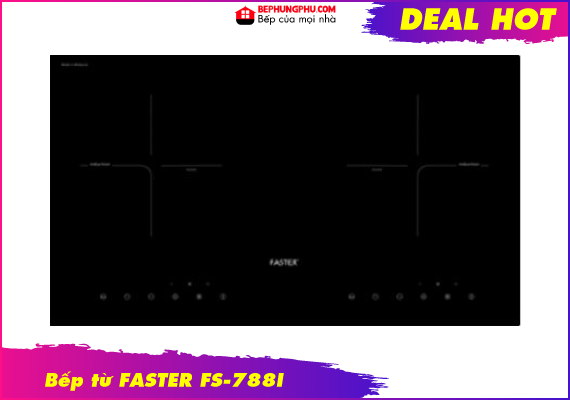 BEPHUNGPHU.COM
Bếp của mọi nhà
DEAL HOT
FASTER
Bếp từ FASTER FS-788I